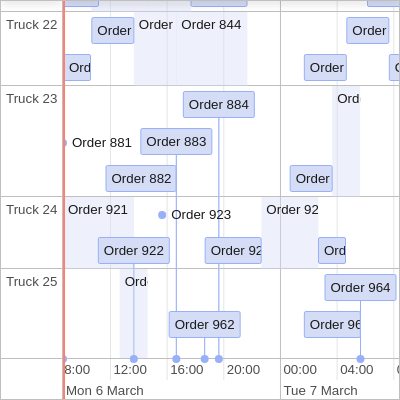 Truck 22
Order
Order
Order 844
Order
Ord
Order
Truck 23
Order 884
Ord
Order 881
Order 883
Order 882
Order
Truck 24
Order 921
Order 923
Order 92
Order 922
Order 92
Ord
Truck 25
Ord
Order 964
Order 962
Order 96
8:00
12:00
16:00
20:00
00:00
04:00
Mon 6 March
Tue 7 March